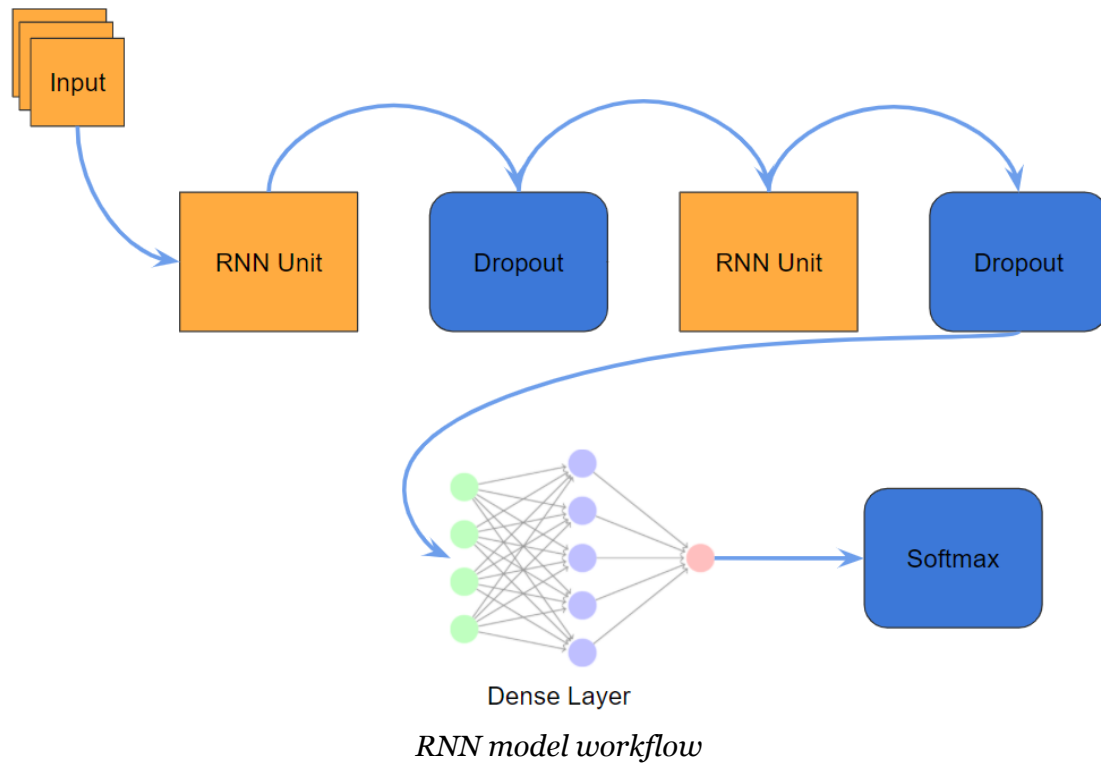 Input
RNN Unit
Dropout
RNN Unit
Dropout
Softmax
Dense Layer
RNN model workflow